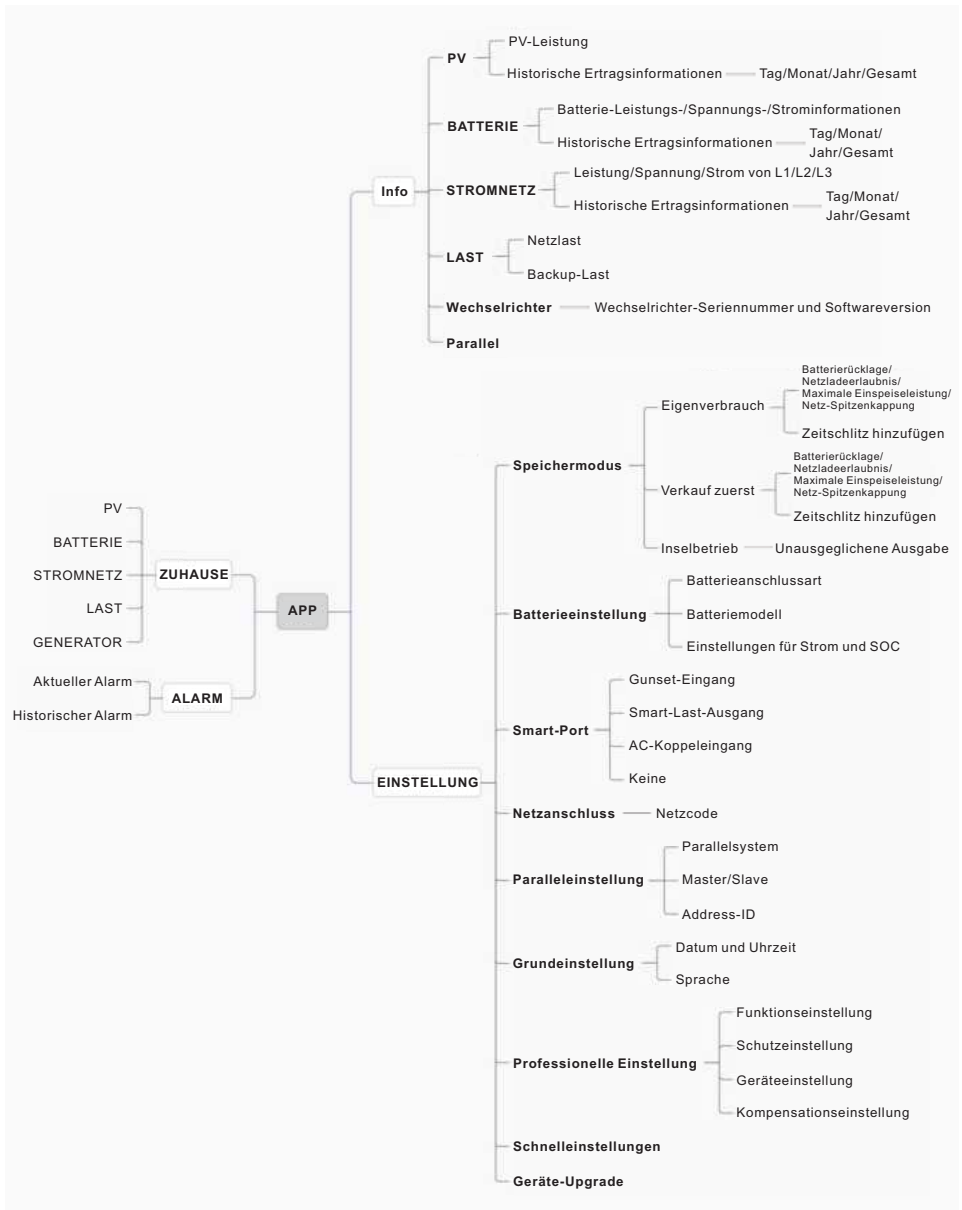 PV
PV-Leistung
Historische Ertragsinformationen
Tag/Monat/Jahr/Gesamt
BATTERIE
Batterie-Leistungs-/Spannungs-/Strominformationen
Historische Ertragsinformationen
Tag/Monat/
Jahr/Gesamt
Info
STROMNETZ
Leistung/Spannung/Strom von L1/L2/L3
Historische Ertragsinformationen
Tag/Monat/
Jahr/Gesamt
LAST
Netzlast
Backup-Last
Wechselrichter
Wechselrichter-Seriennummer und Softwareversion
Parallel
Speichermodus
Eigenverbrauch
Batterierücklage/
Netzladeerlaubnis/
Maximale Einspeiseleistung/
Netz-Spitzenkappung
Zeitschlitz hinzufügen
Verkauf zuerst
Batterierücklage/
Netzladeerlaubnis/
Maximale Einspeiseleistung/
Netz-Spitzenkappung
Zeitschlitz hinzufügen
Inselbetrieb
Unausgeglichene Ausgabe
PV
BATTERIE
STROMNETZ
LAST
GENERATOR
ZUHAUSE
APP
Aktueller Alarm
Historischer Alarm
ALARM
EINSTELLUNG
Batterieeinstellung
Batterieanschlussart
Batteriemodell
Einstellungen für Strom und SOC
Smart-Port
Gunset-Eingang
Smart-Last-Ausgang
AC-Koppeleingang
Keine
Netzanschluss
Netzcode
Paralleleinstellung
Parallelsystem
Master/Slave
Address-ID
Grundeinstellung
Datum und Uhrzeit
Sprache
Professionelle Einstellung
Funktionseinstellung
Schutzeinstellung
Geräteeinstellung
Kompensationseinstellung
Schnelleinstellungen
Geräte-Upgrade